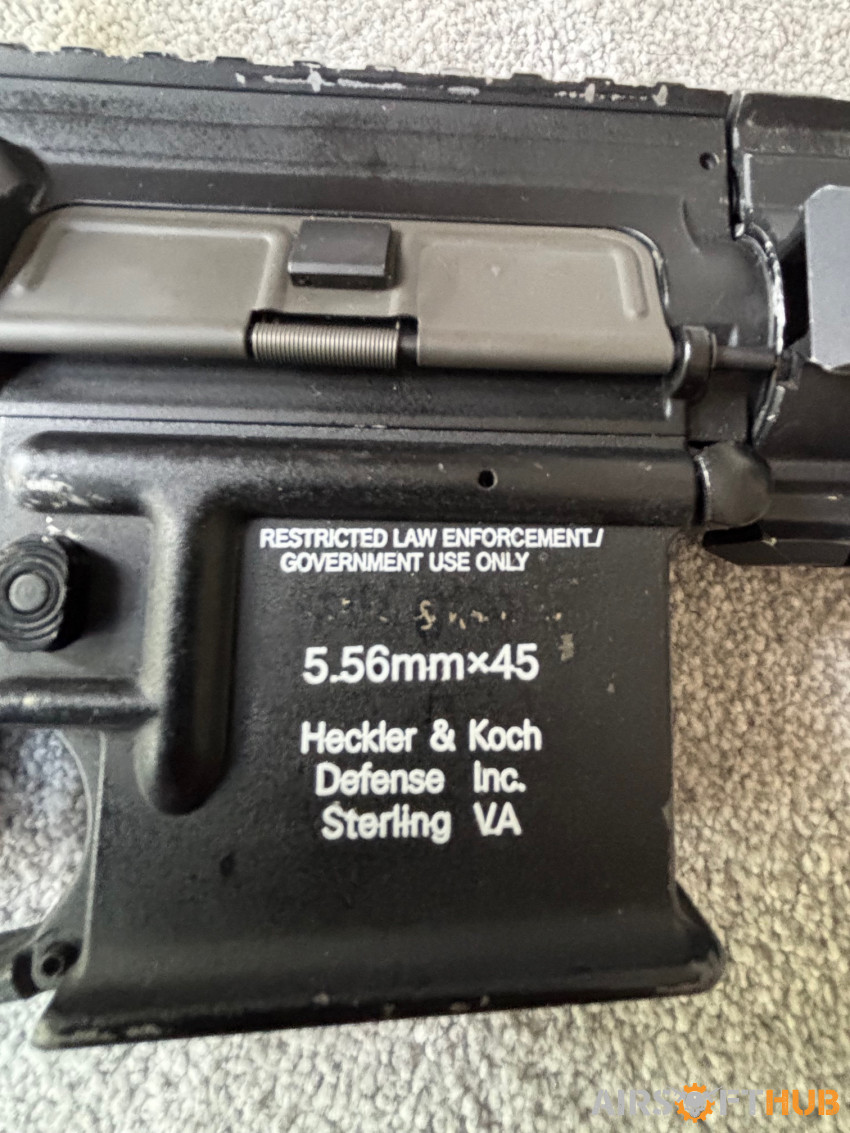 RESTRICTED LAW ENFORCEMENT/
GOVERNMENT USE ONLY
5.56mm×45
Heckler & Koch
Defense Inc.
Sterling VA
AIRSOFTHUB